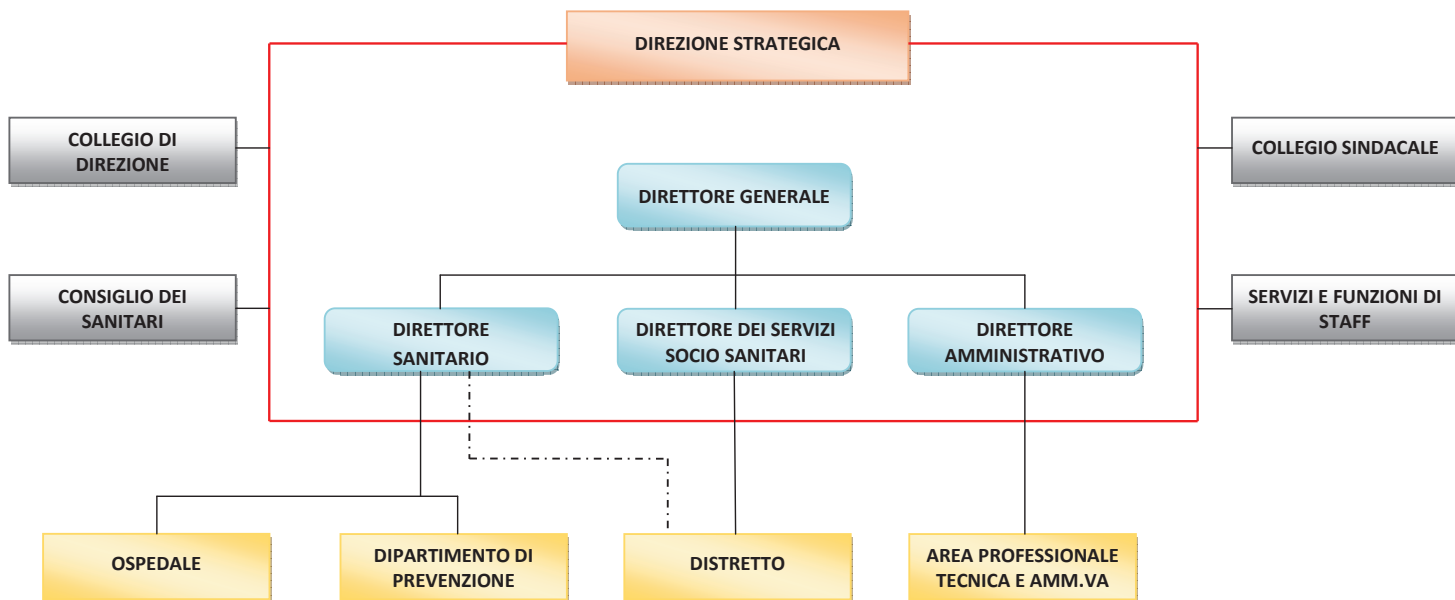 DIREZIONE STRATEGICA
COLLEGIO DI
DIREZIONE
COLLEGIO SINDACALE
DIRETTORE GENERALE
CONSIGLIO DEI
SANITARI
SERVIZI E FUNZIONI DI
STAFF
DIRETTORE
SANITARIO
DIRETTORE DEI SERVIZI
SOCIO SANITARI
DIRETTORE
AMMINISTRATIVO
OSPEDALE
DIPARTIMENTO DI
PREVENZIONE
DISTRETTO
AREA PROFESSIONALE
TECNICA E AMM.VA